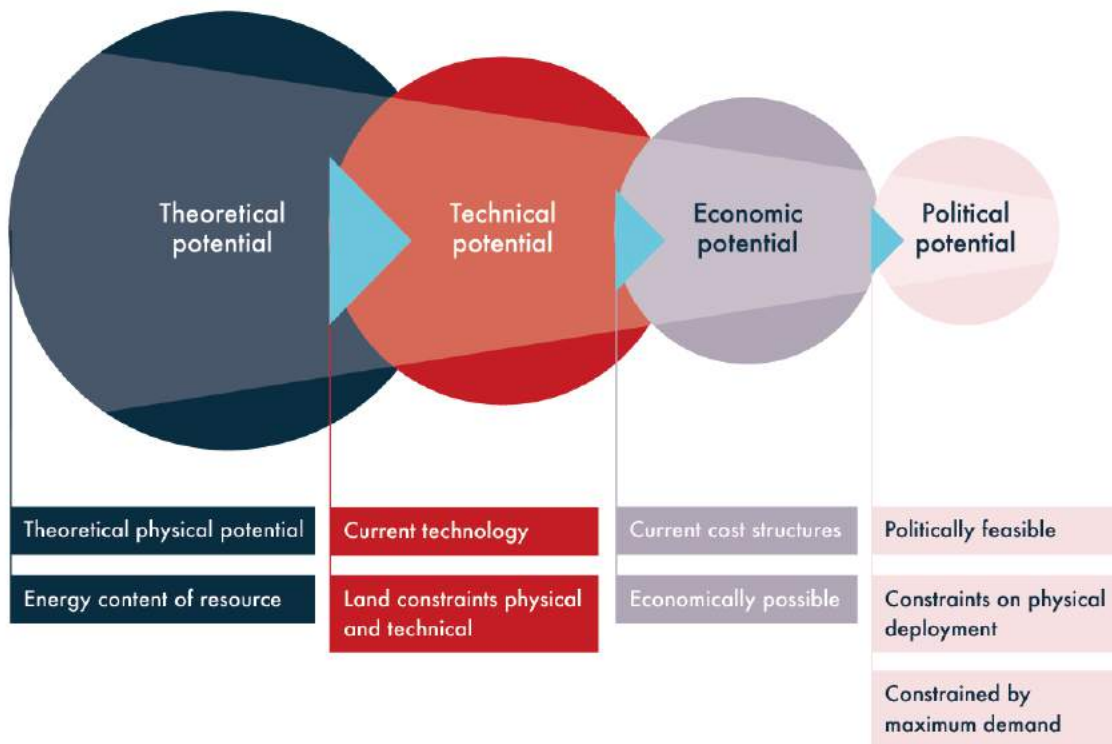 Theoretical
potential
Technical
potential
Economic
potential
Political
potential
Theoretical physical potential
Energy content of resource
Current technology
Land constraints physical
and technical
Current cost structures
Economically possible
Politically feasible
Constraints on physical
deployment
Constrained by
maximum demand